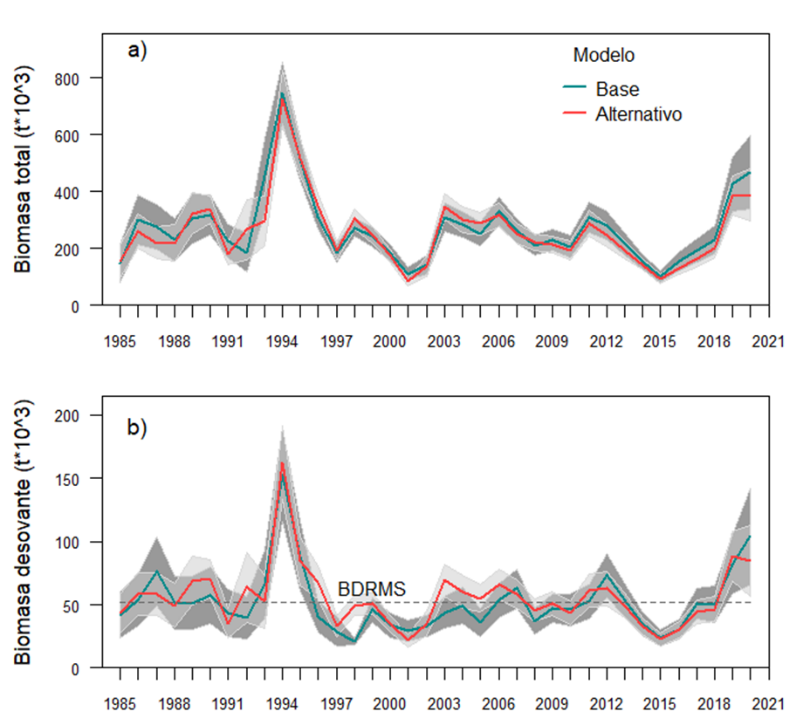 a)
Modelo
Base
Alternativo
Biomasa total (t*10^3)
800
600
400
200
0
1985 1988 1991 1994 1997 2000 2003 2006 2009 2012 2015 2018 2021
b)
BDRMS
Biomasa desovante (t*10^3)
200
150
100
50
0
1985 1988 1991 1994 1997 2000 2003 2006 2009 2012 2015 2018 2021